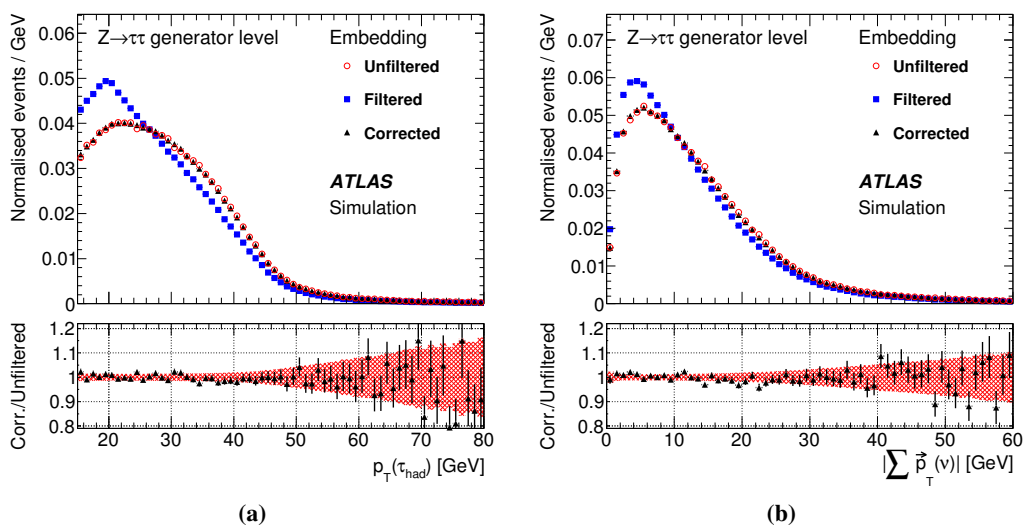 Normalised events / GeV
Z→ττ generator level
Embedding
Unfiltered
Filtered
Corrected
ATLAS
Simulation
0.07
0.06
0.05
0.04
0.03
0.02
0.01
0
Corr./Unfiltered
1.2
1.1
1
0.9
0.8
20 30 40 50 60 70 80
p_T(τ_had) [GeV]
(a)
Normalised events / GeV
Z→ττ generator level
Embedding
Unfiltered
Filtered
Corrected
ATLAS
Simulation
0.07
0.06
0.05
0.04
0.03
0.02
0.01
0
Corr./Unfiltered
1.2
1.1
1
0.9
0.8
0 10 20 30 40 50 60
|∑ p⃗_T(ν)| [GeV]
(b)